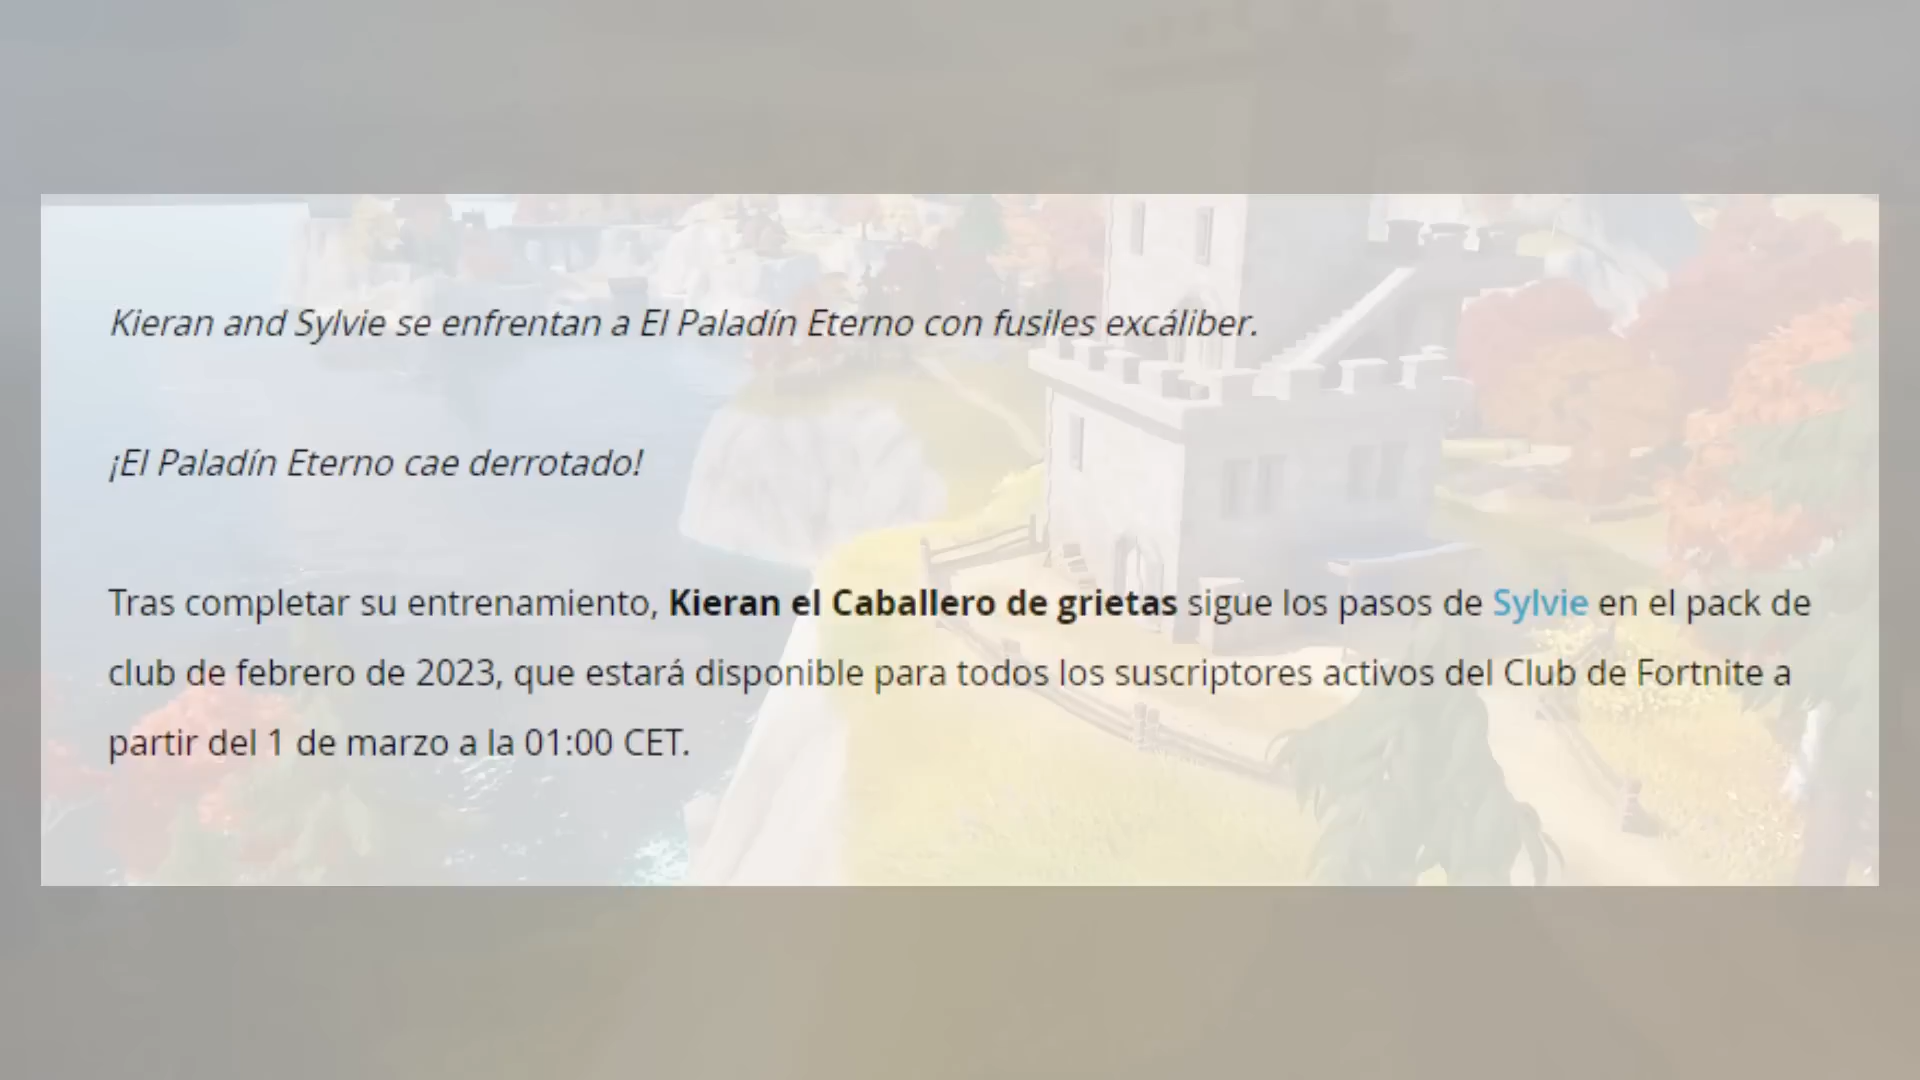 Kieran and Sylvie se enfrentan a El Paladín Eterno con fusiles excáliber.
¡El Paladín Eterno cae derrotado!
Tras completar su entrenamiento, Kieran el Caballero de grietas sigue los pasos de Sylvie en el pack de
club de febrero de 2023, que estará disponible para todos los suscriptores activos del Club de Fortnite a
partir del 1 de marzo a la 01:00 CET.